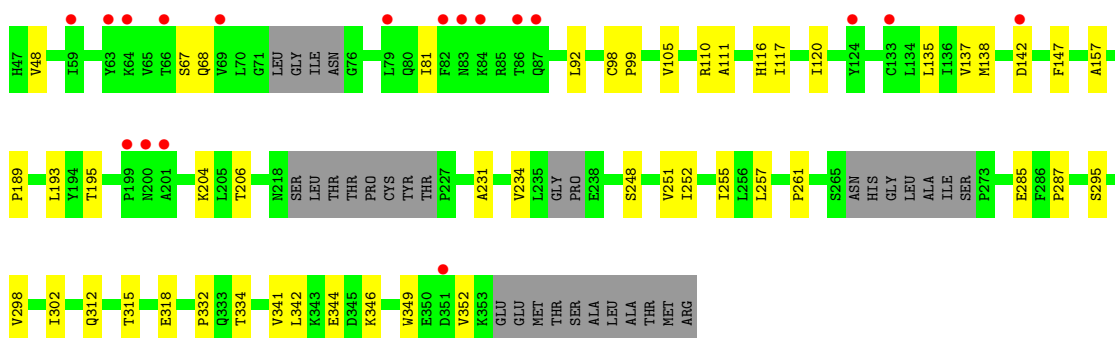 H47 V48 I59 Y63 K64 V65 T66 S67 Q68 V69 L70 G71 LEU GLY ILE ASN G76 L79 Q80 I81 F82 N83 K84 R85 T86 Q87 L92 C98 P99 V105 R110 A111 H116 I117 I120 Y124 C133 L134 L135 I136 V137 M138 D142 F147 A157
P189 L193 Y194 T195 P199 N200 A201 K204 L205 T206 N218 SER LEU THR THR PRO CYS TYR THR P227 A231 V234 L235 GLY PRO E238 S248 V251 I252 I255 L256 L257 P261 S265 ASN HIS GLY LEU ALA ILE SER P273 E285 F286 P287 S295
V298 I302 Q312 T315 E318 P332 Q333 T334 V341 L342 K343 E344 D345 K346 W349 E350 D351 V352 K353 GLU GLU MET THR SER ALA LEU ALA THR MET ARG